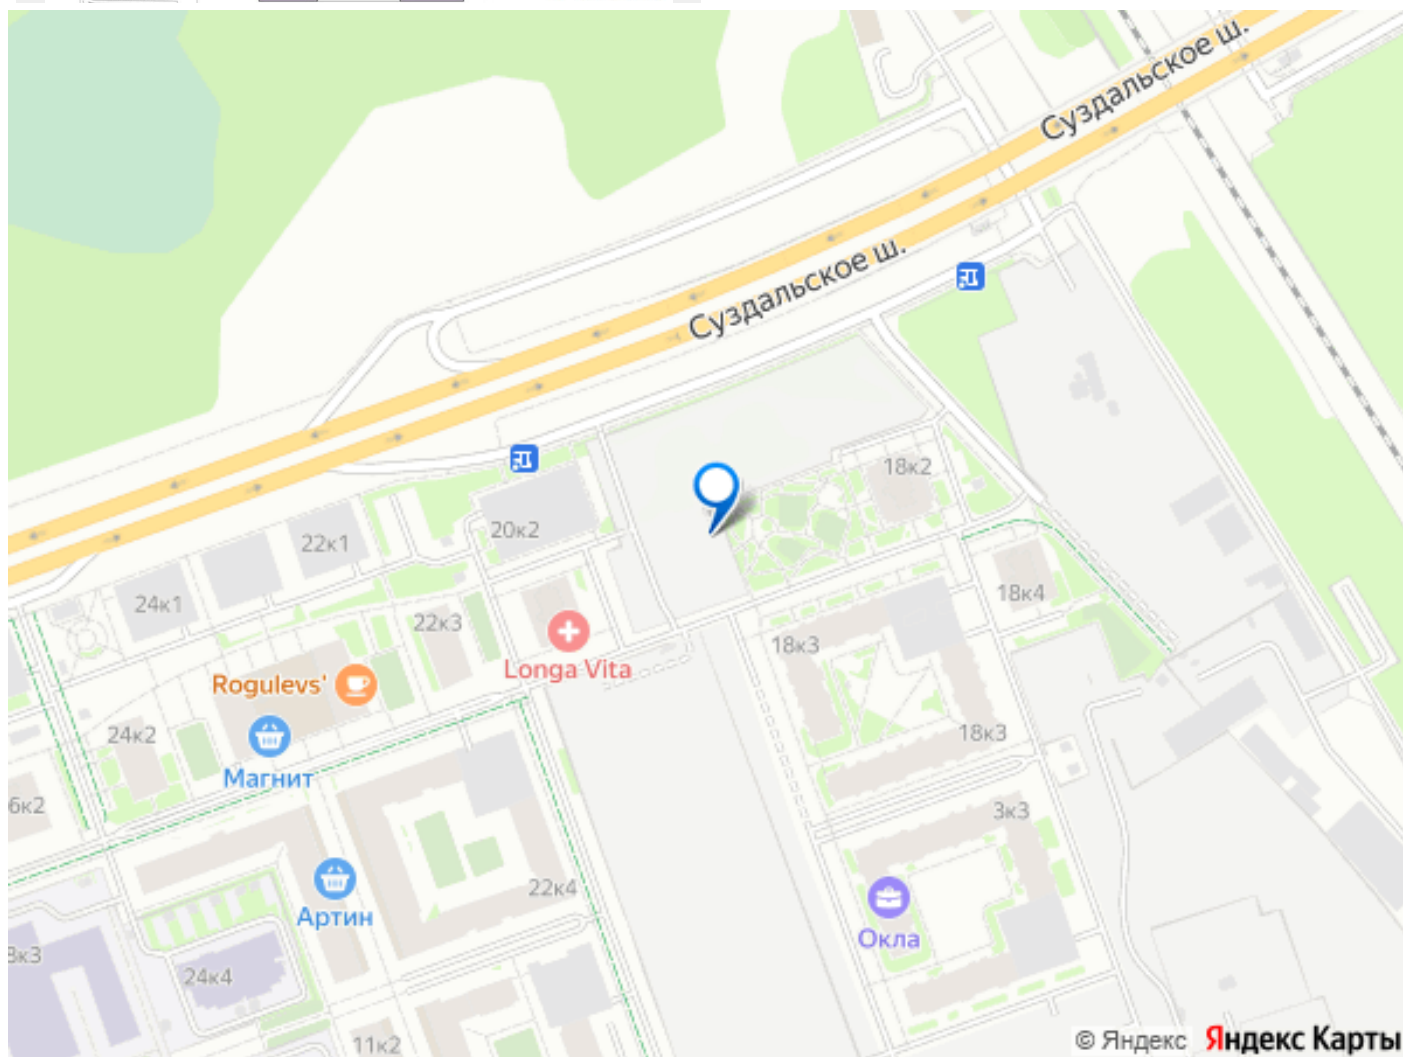 Суздальское ш.
Суздальское ш.
18к2
20к2
22к1
24к1
18к4
22к3
18к3
Longa Vita
Rogulevs'
24к2
18к3
Магнит
6к2
3к3
22к4
Артин
Окла
8к3
24к4
11к2
© Яндекс Яндекс Карты